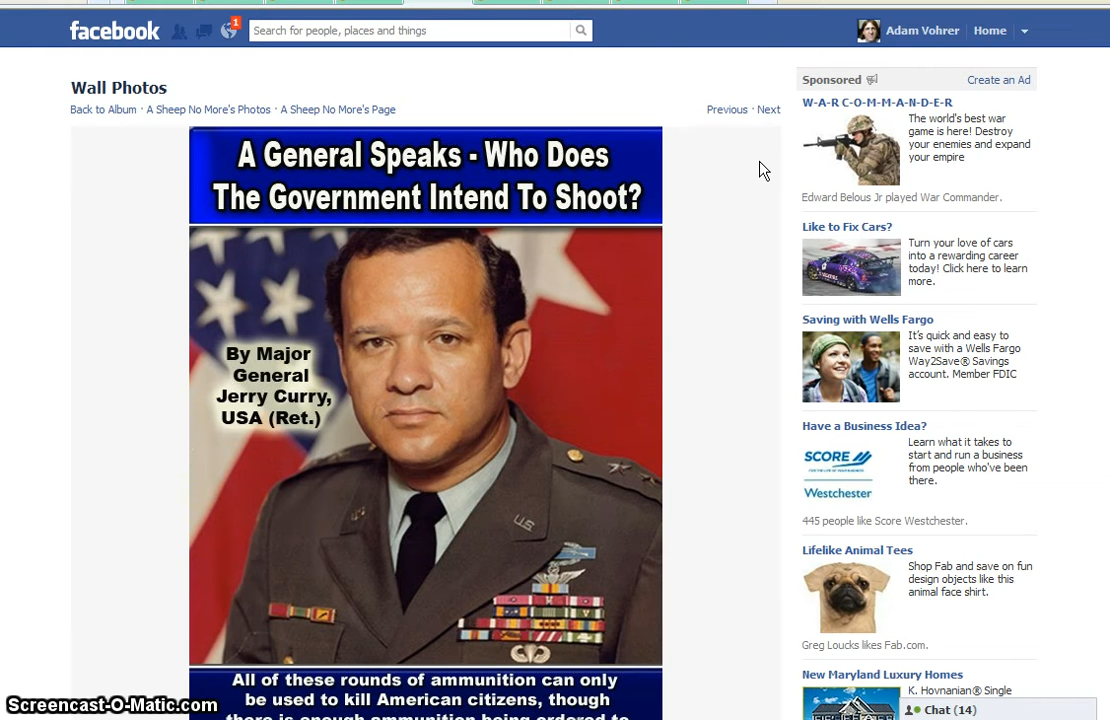 facebook
1
Search for people, places and things
Adam Vohrer
Home
Wall Photos
Back to Album · A Sheep No More's Photos · A Sheep No More's Page
Previous · Next
A General Speaks - Who Does
The Government Intend To Shoot?
By Major
General
Jerry Curry,
USA (Ret.)
U.S.
All of these rounds of ammunition can only
be used to kill American citizens, though
there is enough ammunition being ordered to
Sponsored
Create an Ad
W-A-R C-O-M-M-A-N-D-E-R
The world's best war
game is here! Destroy
your enemies and expand
your empire
Edward Belous Jr played War Commander.
Like to Fix Cars?
Turn your love of cars
into a rewarding career
today! Click here to learn
more.
Saving with Wells Fargo
It's quick and easy to
save with a Wells Fargo
Way2Save® Savings
account. Member FDIC
Have a Business Idea?
SCORE
Westchester
Learn what it takes to
start and run a business
from people who've been
there.
445 people like Score Westchester.
Lifelike Animal Tees
Shop Fab and save on fun
design objects like this
animal face shirt.
Greg Loucks likes Fab.com.
New Maryland Luxury Homes
K. Hovnanian® Single
Chat (14)
Screencast-O-Matic.com